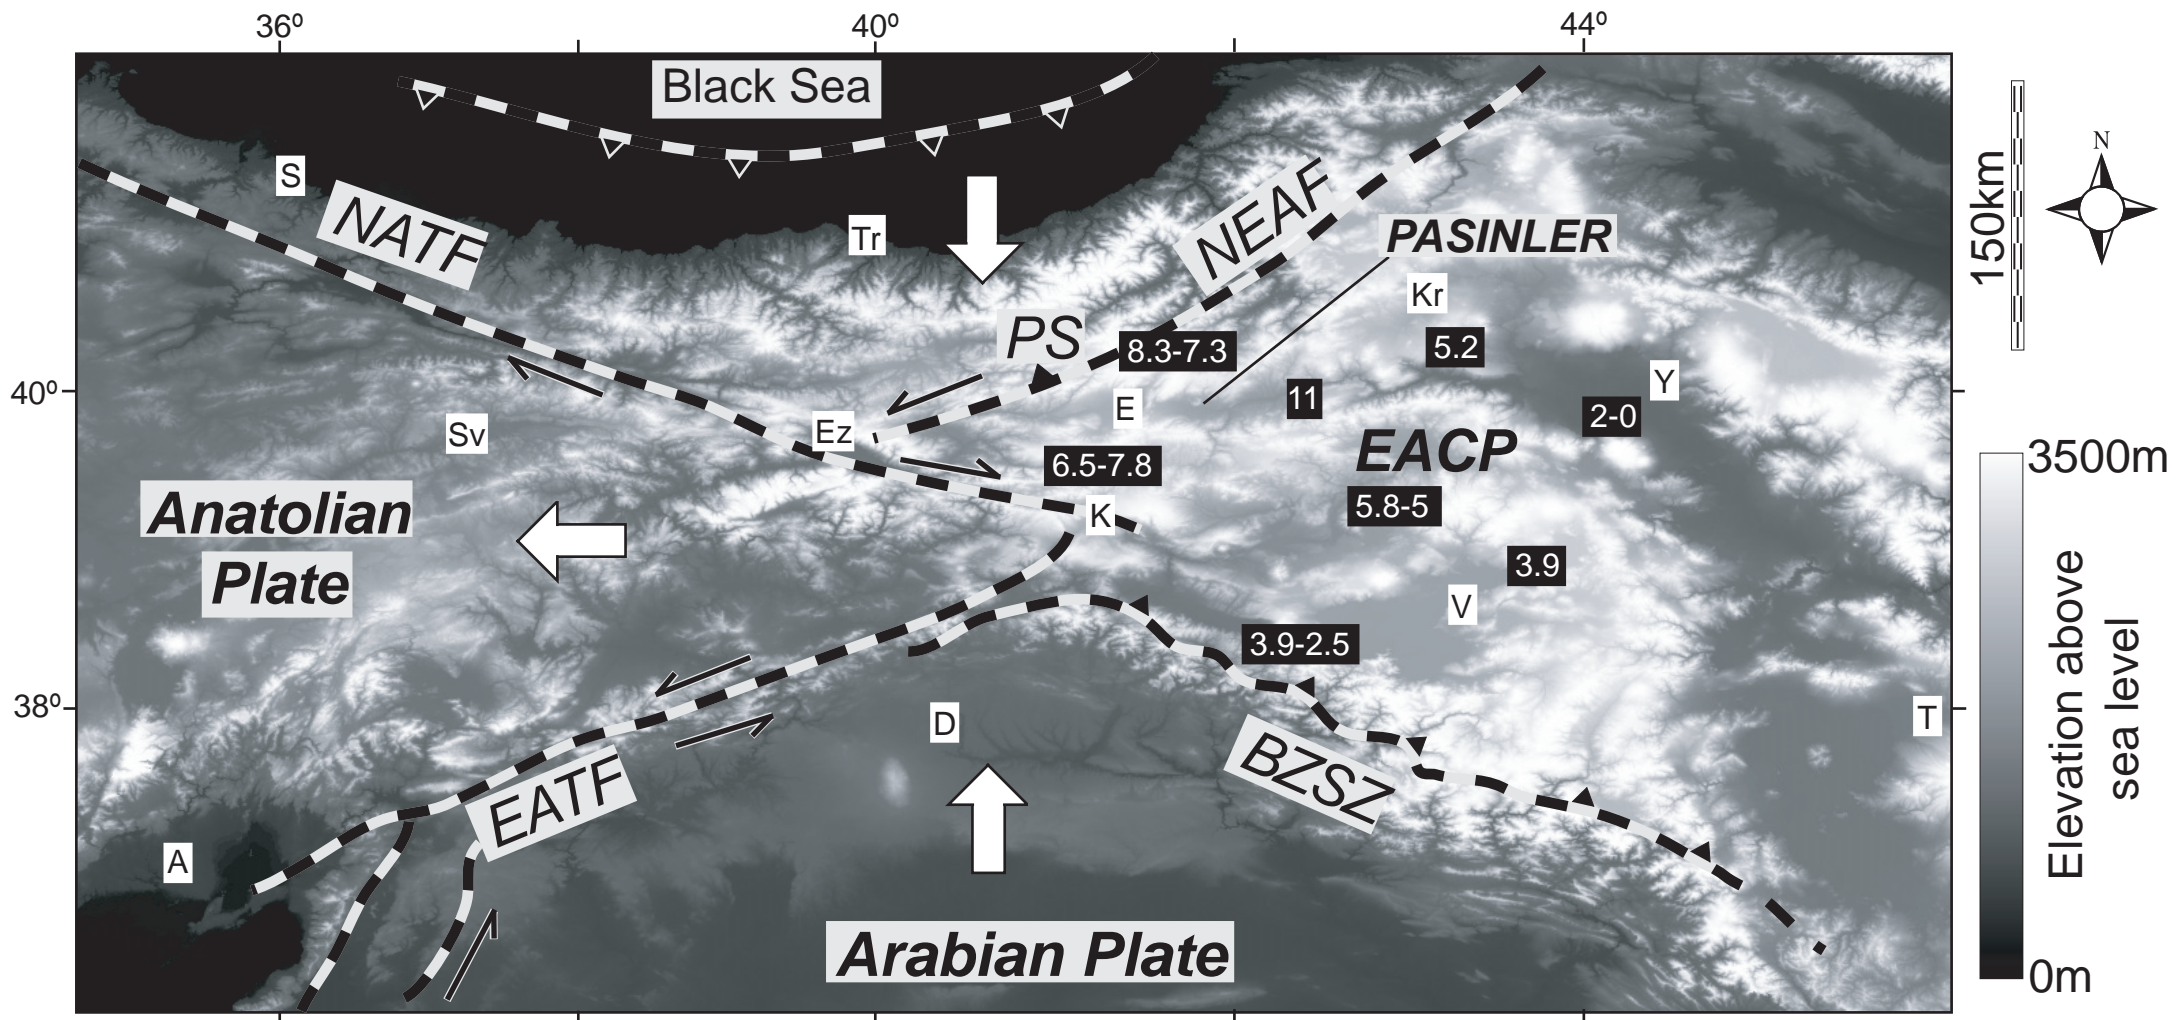 36º
40º
44º
Black Sea
S
NATF
Tr
NEAF
PASINLER
Kr
PS
8.3-7.3
5.2
40º
11
Y
E
2-0
Sv
Ez
EACP
6.5-7.8
5.8-5
K
Anatolian
Plate
3.9
V
3.9-2.5
38º
D
T
BZSZ
EATF
A
Arabian Plate
150km
N
3500m
Elevation above
sea level
0m